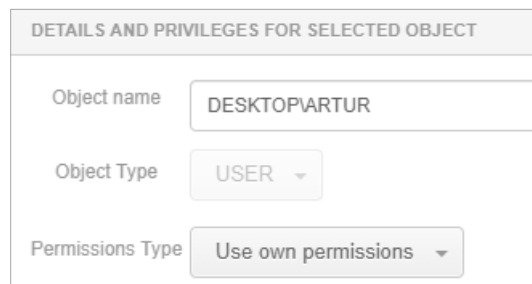 DETAILS AND PRIVILEGES FOR SELECTED OBJECT
Object name DESKTOP\ARTUR
Object Type USER
Permissions Type Use own permissions